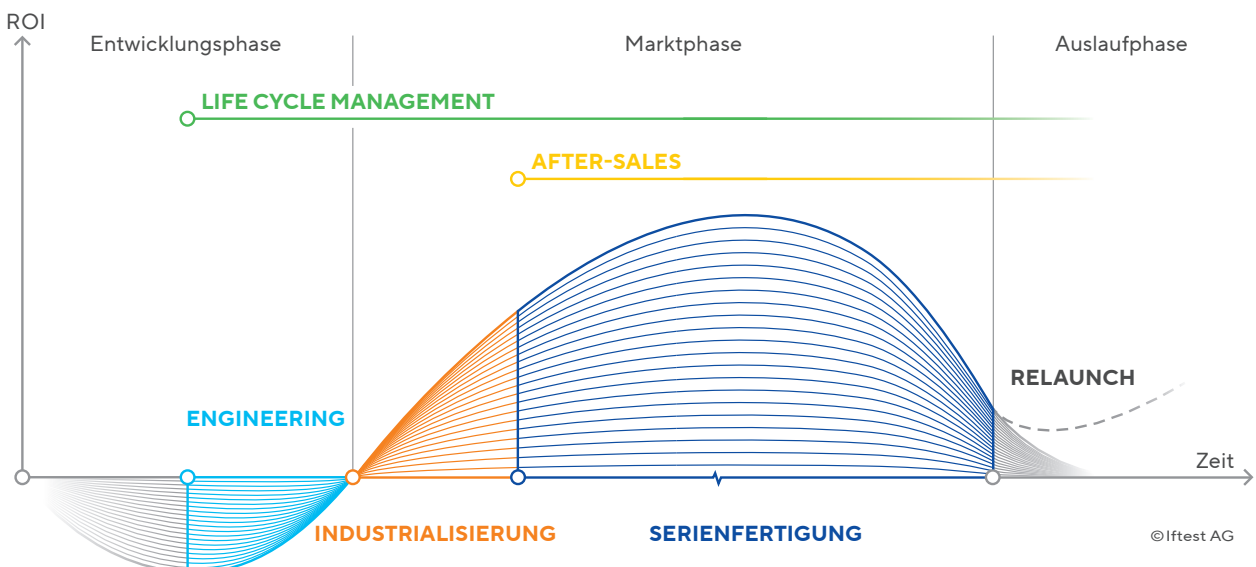 ROI
Entwicklungsphase
Marktphase
Auslaufphase
LIFE CYCLE MANAGEMENT
AFTER-SALES
RELAUNCH
ENGINEERING
Zeit
INDUSTRIALISIERUNG
SERIENFERTIGUNG
©Iftest AG